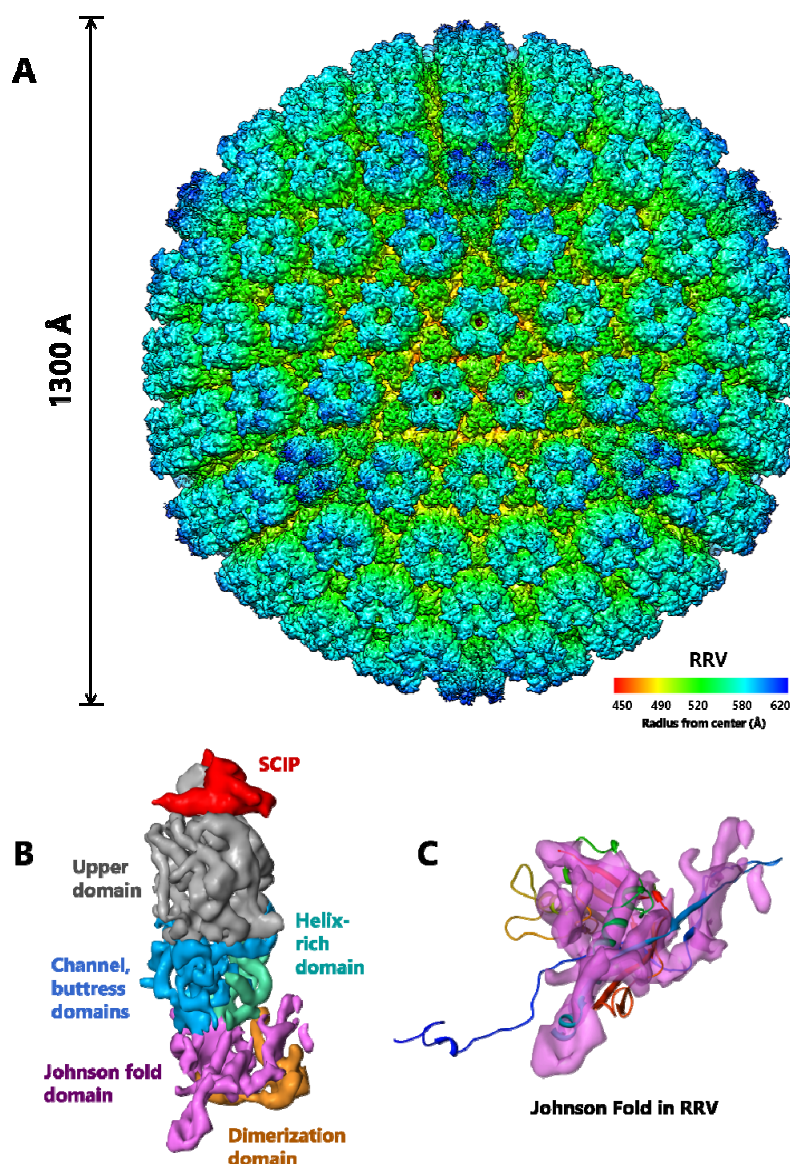 A
1300 Å
RRV
450 490 520 580 620
Radius from center (Å)
SCIP
B
Upper
domain
Helix-
rich
domain
Channel,
buttress
domains
Johnson fold
domain
Dimerization
domain
C
Johnson Fold in RRV